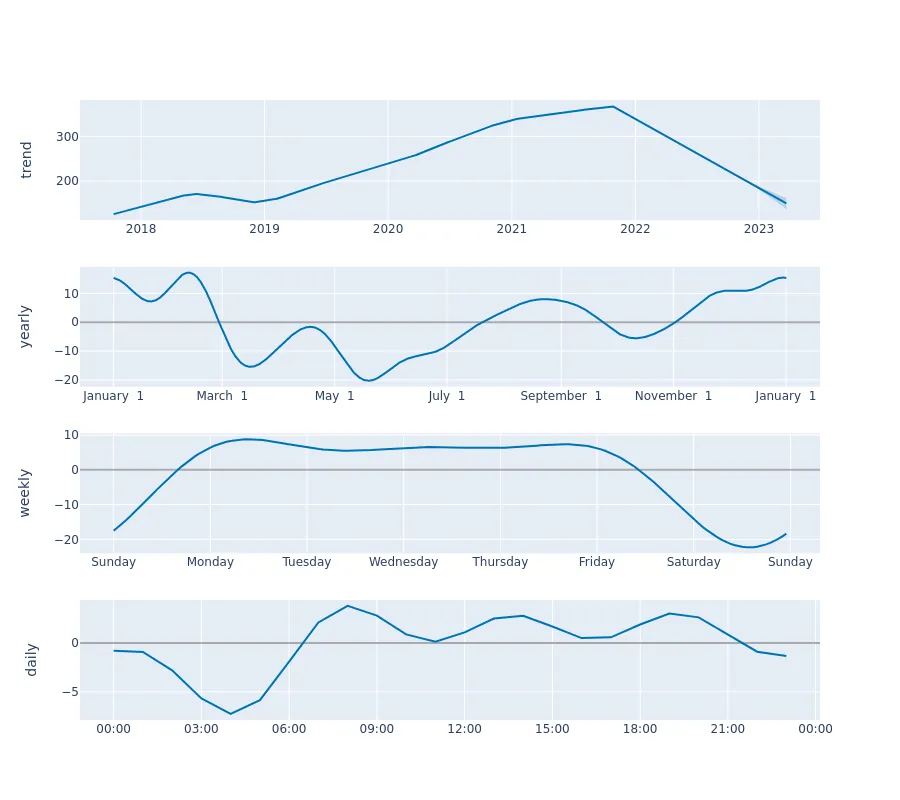 trend
300
200
2018 2019 2020 2021 2022 2023
yearly
10
0
−10
−20
January 1 March 1 May 1 July 1 September 1 November 1 January 1
weekly
10
0
−10
−20
Sunday Monday Tuesday Wednesday Thursday Friday Saturday Sunday
daily
0
−5
00:00 03:00 06:00 09:00 12:00 15:00 18:00 21:00 00:00